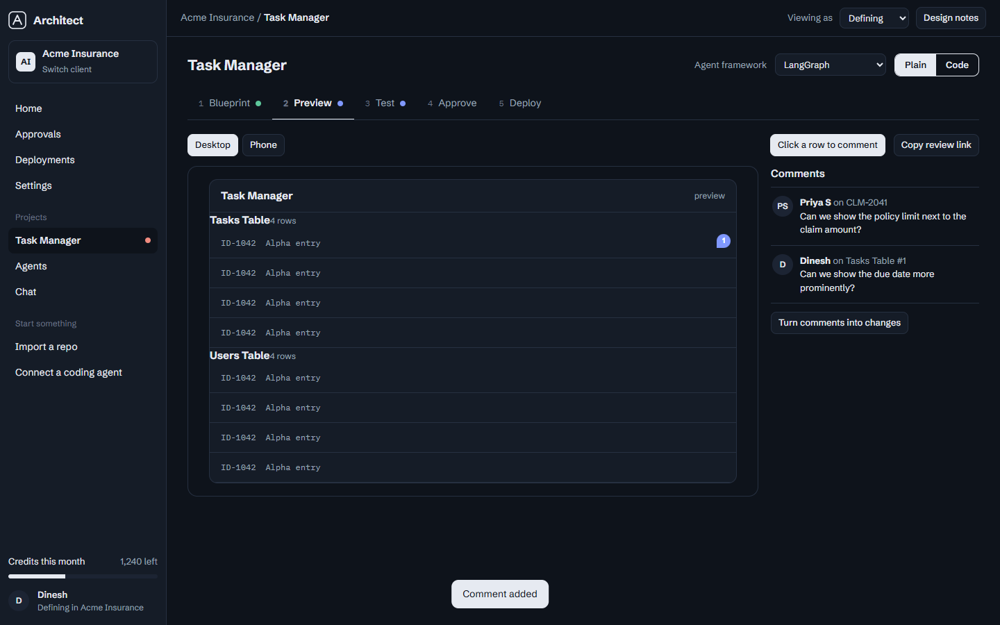 Architect
AI
Acme Insurance
Switch client
Home
Approvals
Deployments
Settings
Projects
Task Manager
Agents
Chat
Start something
Import a repo
Connect a coding agent
Credits this month 1,240 left
D
Dinesh
Defining in Acme Insurance
Acme Insurance / Task Manager
Viewing as Defining Design notes
Task Manager
Agent framework LangGraph Plain Code
1 Blueprint 2 Preview 3 Test 4 Approve 5 Deploy
Desktop Phone
Click a row to comment Copy review link
Task Manager preview
Tasks Table 4 rows
ID-1042 Alpha entry 1
ID-1042 Alpha entry
ID-1042 Alpha entry
ID-1042 Alpha entry
Users Table 4 rows
ID-1042 Alpha entry
ID-1042 Alpha entry
ID-1042 Alpha entry
ID-1042 Alpha entry
Comments
PS
Priya S on CLM-2041
Can we show the policy limit next to the
claim amount?
D
Dinesh on Tasks Table #1
Can we show the due date more
prominently?
Turn comments into changes
Comment added